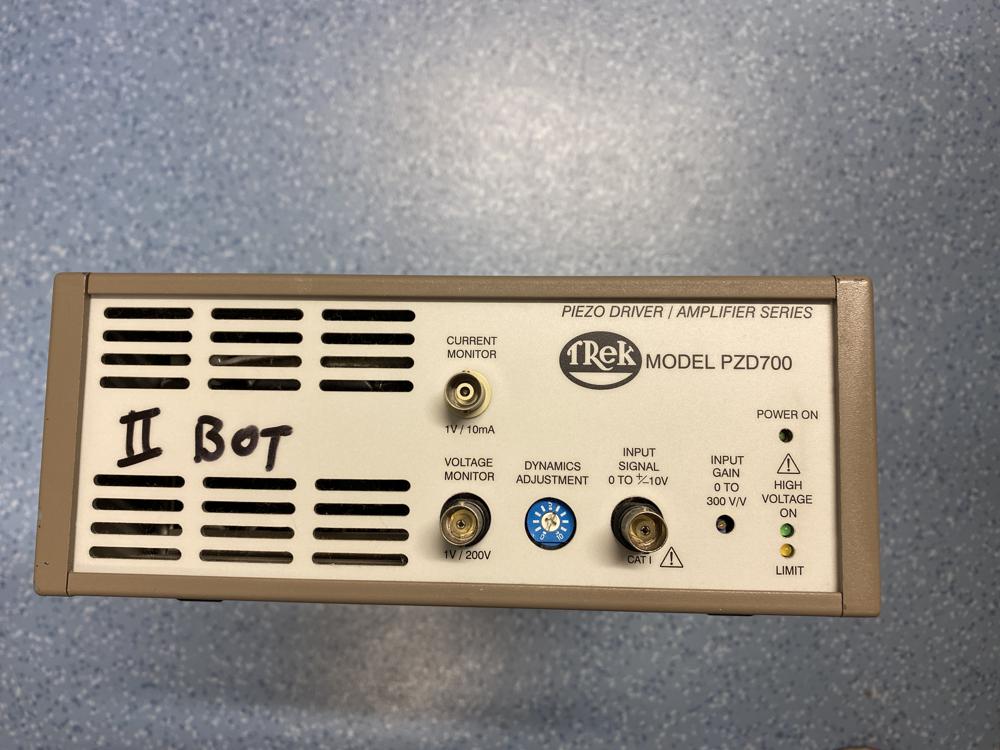 PIEZO DRIVER / AMPLIFIER SERIES
TREK MODEL PZD700
CURRENT
MONITOR
1V / 10mA
II BOT
VOLTAGE
MONITOR
1V / 200V
DYNAMICS
ADJUSTMENT
INPUT
SIGNAL
0 TO +/-10V
CAT I
INPUT
GAIN
0 TO
300 V/V
POWER ON
HIGH
VOLTAGE
ON
LIMIT